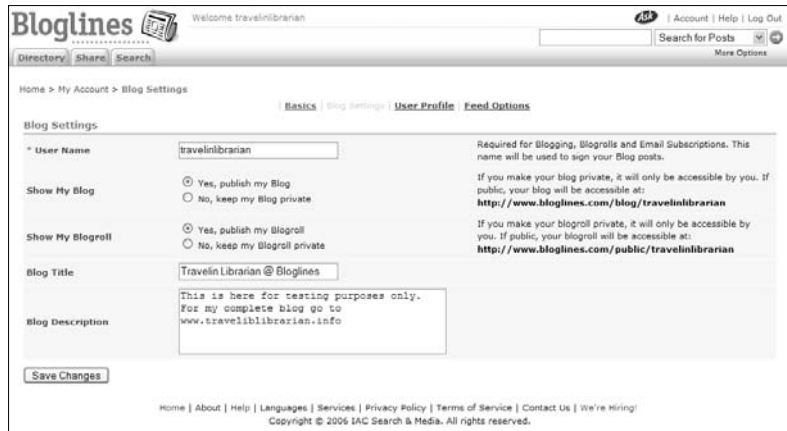 Bloglines
Welcome travelinlibrarian
Ask | Account | Help | Log Out
Search for Posts
More Options
Directory Share Search
Home > My Account > Blog Settings
| Basics | Blog Settings | User Profile | Feed Options
Blog Settings
* User Name
travelinlibrarian
Required for Blogging, Blogrolls and Email Subscriptions. This
name will be used to sign your Blog posts.
Show My Blog
Yes, publish my Blog
No, keep my Blog private
If you make your blog private, it will only be accessible by you. If
public, your blog will be accessible at:
http://www.bloglines.com/blog/travelinlibrarian
Show My Blogroll
Yes, publish my Blogroll
No, keep my Blogroll private
If you make your blogroll private, it will only be accessible by
you. If public, your blogroll will be accessible at:
http://www.bloglines.com/public/travelinlibrarian
Blog Title
Travelin Librarian @ Bloglines
Blog Description
This is here for testing purposes only.
For my complete blog go to
www.traveliblibrarian.info
Save Changes
Home | About | Help | Languages | Services | Privacy Policy | Terms of Service | Contact Us | We're Hiring!
Copyright © 2006 IAC Search & Media. All rights reserved.